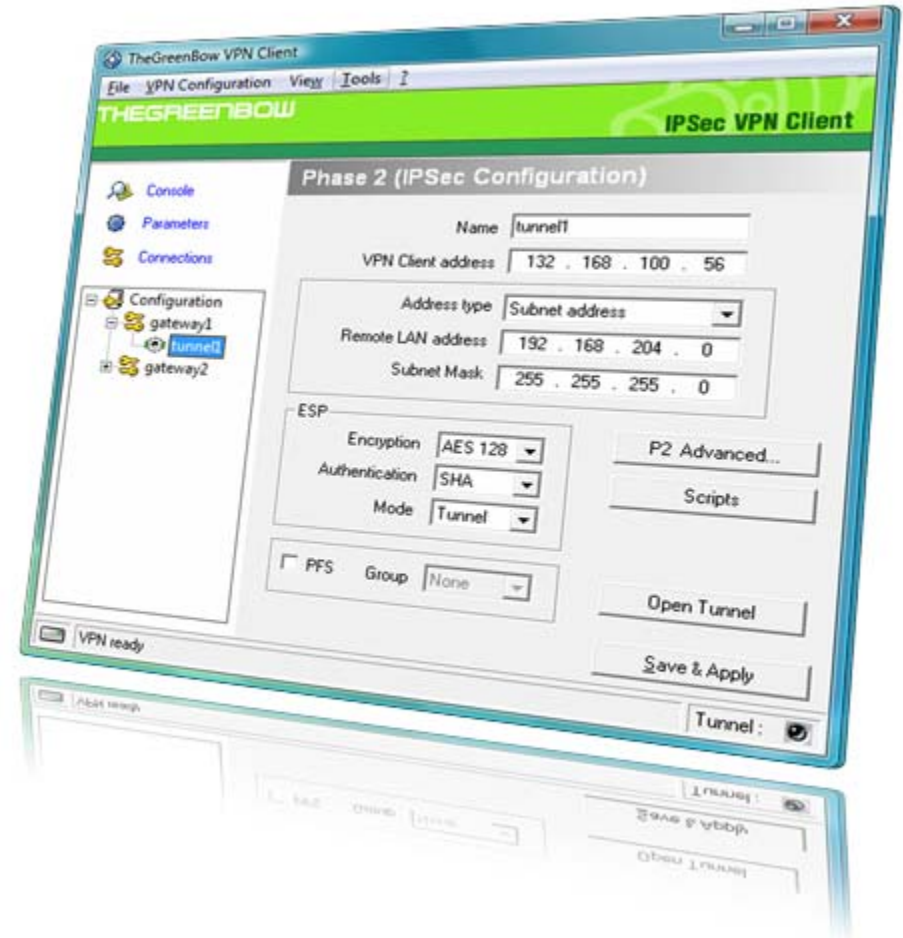 TheGreenBow VPN Client
File VPN Configuration View Tools ?
THEGREENBOW
IPSec VPN Client
Console
Parameters
Connections
Configuration
gateway1
tunnel1
gateway2
Phase 2 (IPSec Configuration)
Name tunnel1
VPN Client address 132 . 168 . 100 . 56
Address type Subnet address
Remote LAN address 192 . 168 . 204 . 0
Subnet Mask 255 . 255 . 255 . 0
ESP
Encryption AES 128
Authentication SHA
Mode Tunnel
P2 Advanced...
Scripts
PFS Group None
Open Tunnel
Save & Apply
VPN ready
Tunnel :